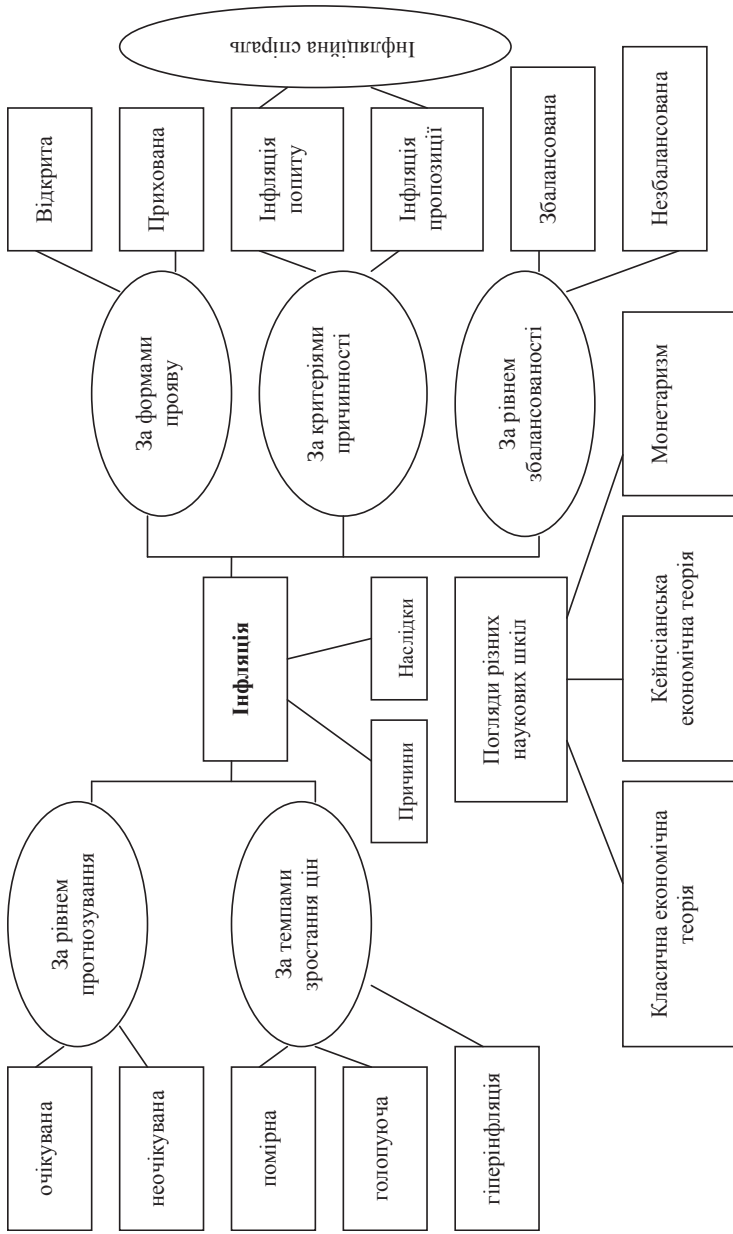 очікувана
неочікувана
помірна
голопуюча
гіперінфляція
За рівнем
прогнозування
За темпами
зростання цін
Інфляція
Причини
Наслідки
За формами
прояву
За критеріями
причинності
За рівнем
збалансованості
Відкрита
Прихована
Інфляція
попиту
Інфляція
пропозиції
Збалансована
Незбалансована
Інфляційна спіраль
Погляди різних
наукових шкіл
Класична економічна
теорія
Кейнсіанська
економічна теорія
Монетаризм